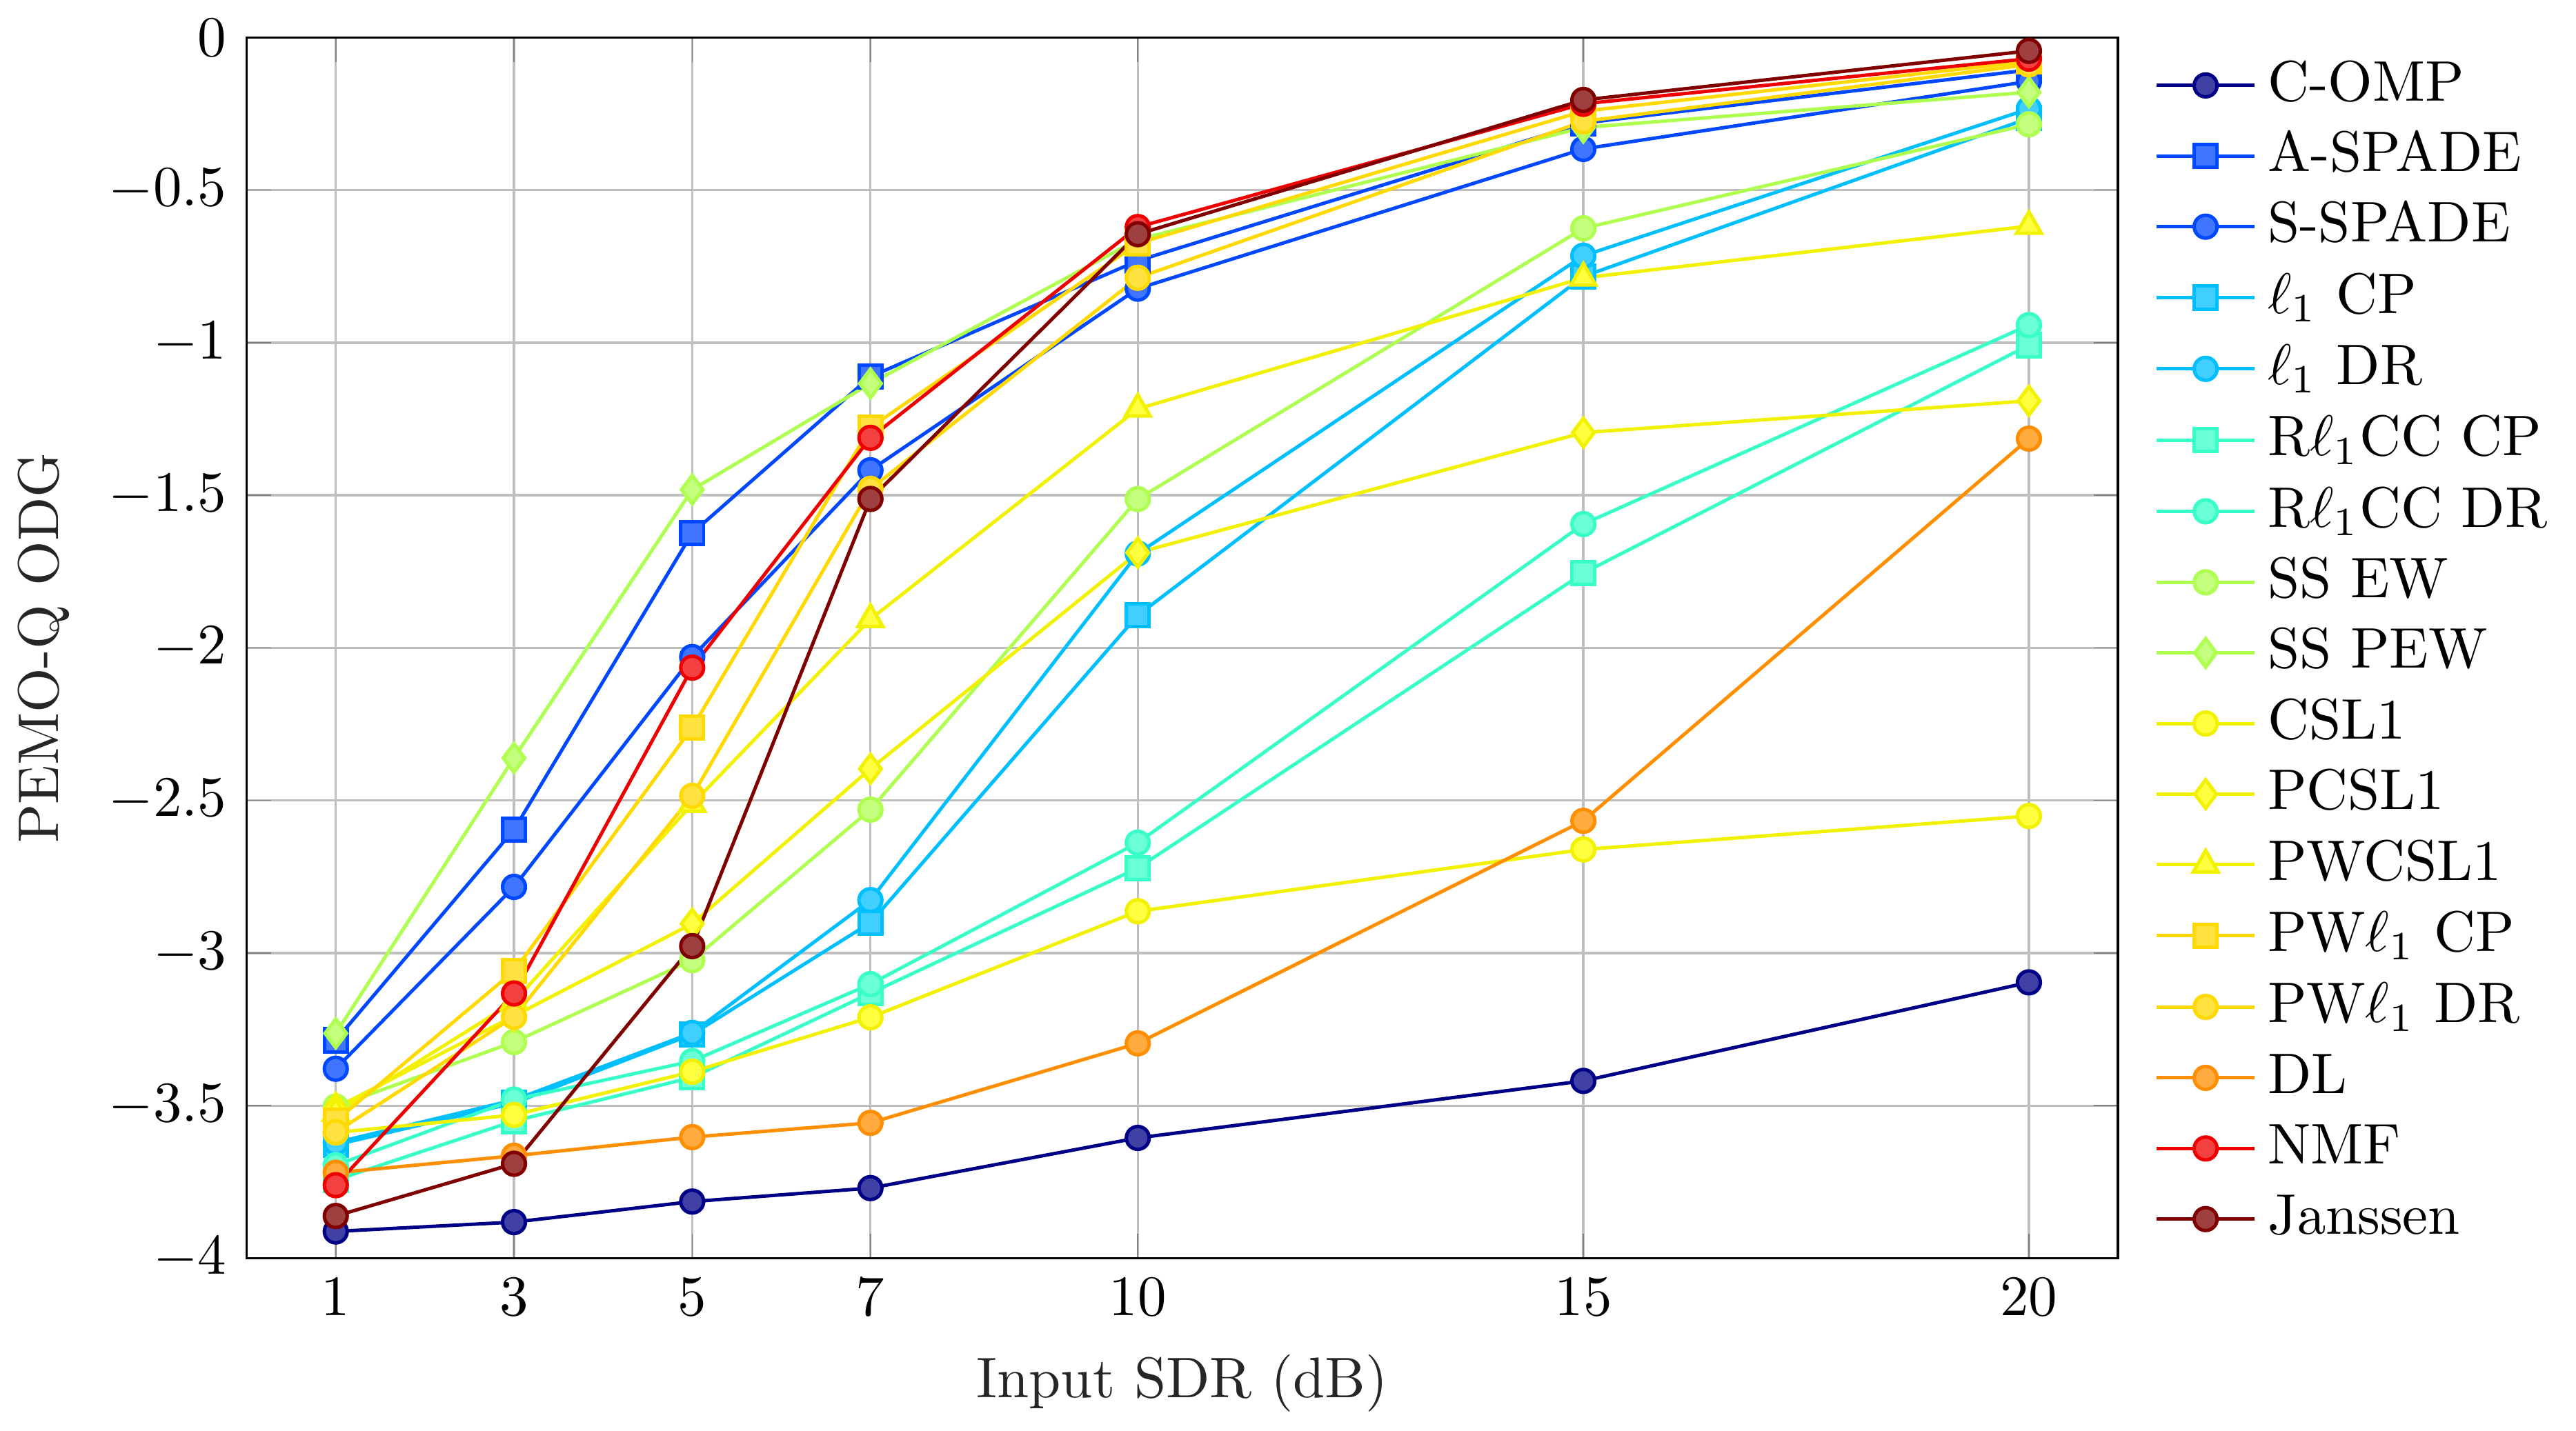 0
−0.5
−1
−1.5
−2
−2.5
−3
−3.5
−4
PEMO-Q ODG
1 3 5 7 10 15 20
Input SDR (dB)
C-OMP
A-SPADE
S-SPADE
ℓ₁ CP
ℓ₁ DR
Rℓ₁CC CP
Rℓ₁CC DR
SS EW
SS PEW
CSL1
PCSL1
PWCSL1
PWℓ₁ CP
PWℓ₁ DR
DL
NMF
Janssen